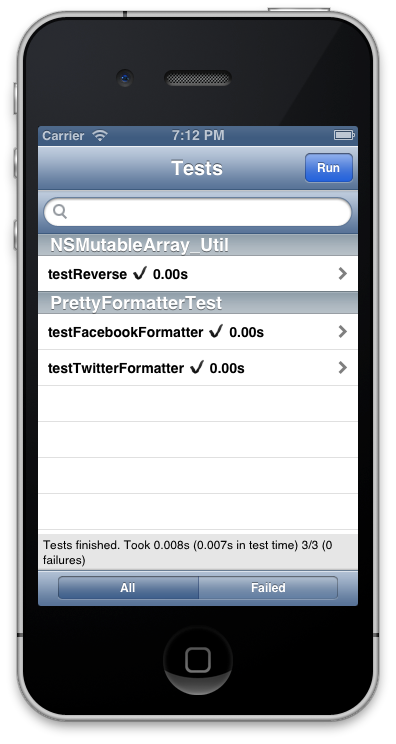 Carrier 7:12 PM
Tests Run
NSMutableArray_Util
testReverse ✔ 0.00s
PrettyFormatterTest
testFacebookFormatter ✔ 0.00s
testTwitterFormatter ✔ 0.00s
Tests finished. Took 0.008s (0.007s in test time) 3/3 (0
failures)
All Failed